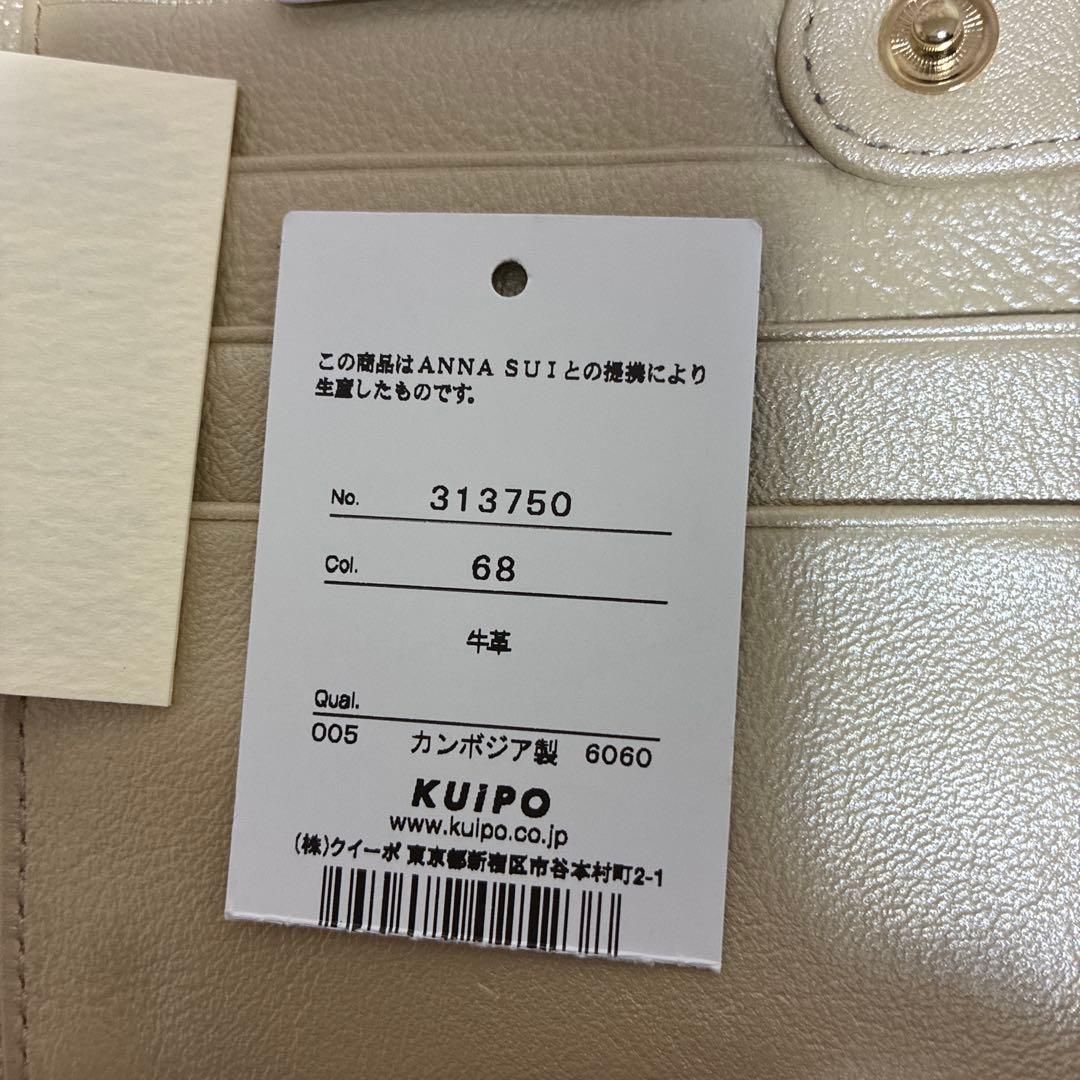 この商品はANNA SUIとの提携により
生産したものです。
No. 313750
Col. 68
牛革
Qual.
005 カンボジア製 6060
KUiPO
www.kuipo.co.jp
(株)クイーポ 東京都新宿区市谷本村町2-1